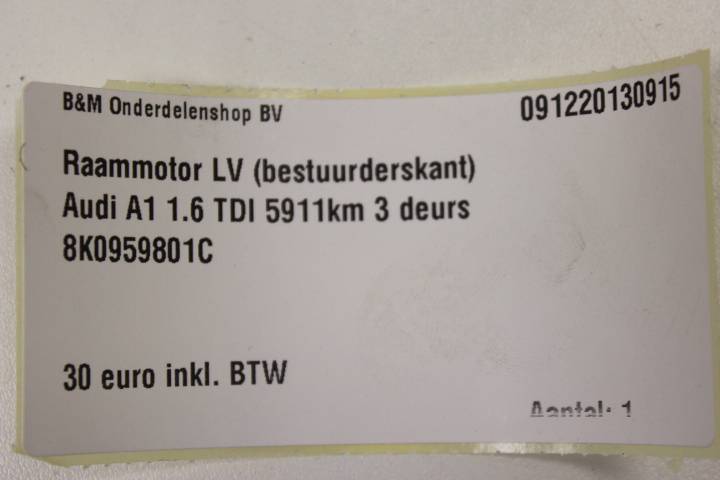 B&M Onderdelenshop BV 091220130915
Raammotor LV (bestuurderskant)
Audi A1 1.6 TDI 5911km 3 deurs
8K0959801C
30 euro inkl. BTW
Aantal: 1